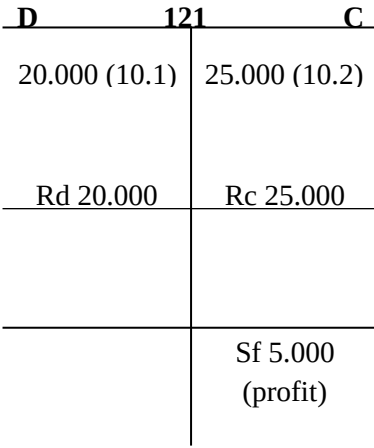 D 121 C
20.000 (10.1) 25.000 (10.2)
Rd 20.000 Rc 25.000
Sf 5.000
(profit)